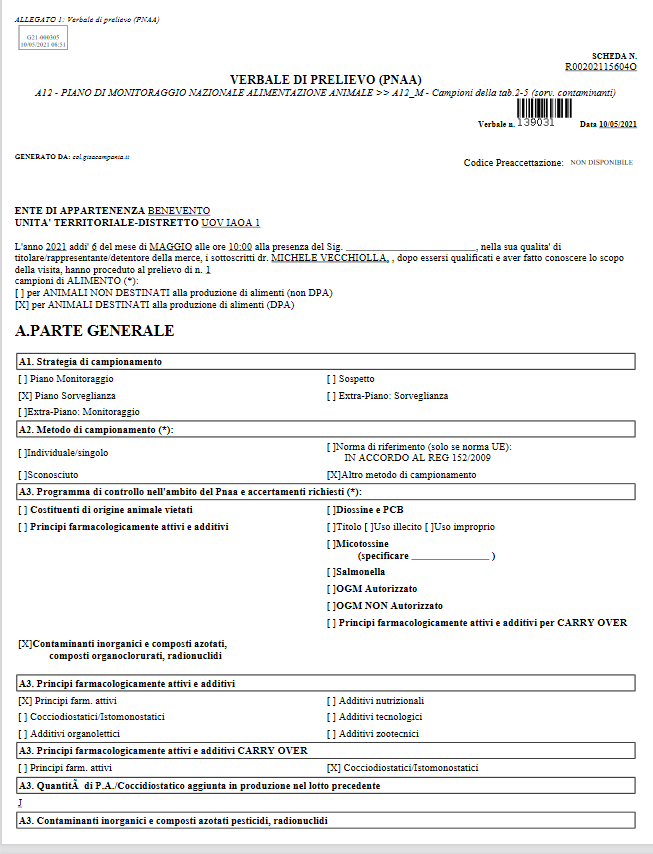 ALLEGATO 1: Verbale di prelievo (PNAA)
G21-000305
10/05/2021 08:51
SCHEDA N.
R00202115604O
VERBALE DI PRELIEVO (PNAA)
A12 - PIANO DI MONITORAGGIO NAZIONALE ALIMENTAZIONE ANIMALE >> A12_M - Campioni della tab.2-5 (sorv. contaminanti)
Verbale n. 139031 Data 10/05/2021
GENERATO DA: col.gisacampania.it
Codice Preaccettazione: NON DISPONIBILE
ENTE DI APPARTENENZA BENEVENTO
UNITA' TERRITORIALE-DISTRETTO UOV IAOA 1
L'anno 2021 addi' 6 del mese di MAGGIO alle ore 10:00 alla presenza del Sig. __________________________, nella sua qualita' di
titolare/rappresentante/detentore della merce, i sottoscritti dr. MICHELE VECCHIOLLA, , dopo essersi qualificati e aver fatto conoscere lo scopo
della visita, hanno proceduto al prelievo di n. 1
campioni di ALIMENTO (*):
[ ] per ANIMALI NON DESTINATI alla produzione di alimenti (non DPA)
[X] per ANIMALI DESTINATI alla produzione di alimenti (DPA)
A.PARTE GENERALE
A1. Strategia di campionamento
[ ] Piano Monitoraggio [ ] Sospetto
[X] Piano Sorveglianza [ ] Extra-Piano: Sorveglianza
[ ]Extra-Piano: Monitoraggio
A2. Metodo di campionamento (*):
[ ]Individuale/singolo [ ]Norma di riferimento (solo se norma UE):
IN ACCORDO AL REG 152/2009
[ ]Sconosciuto [X]Altro metodo di campionamento
A3. Programma di controllo nell'ambito del Pnaa e accertamenti richiesti (*):
[ ] Costituenti di origine animale vietati [ ]Diossine e PCB
[ ] Principi farmacologicamente attivi e additivi [ ]Titolo [ ]Uso illecito [ ]Uso improprio
[ ]Micotossine
(specificare ________________ )
[ ]Salmonella
[ ]OGM Autorizzato
[ ]OGM NON Autorizzato
[ ] Principi farmacologicamente attivi e additivi per CARRY OVER
[X]Contaminanti inorganici e composti azotati,
composti organoclorurati, radionuclidi
A3. Principi farmacologicamente attivi e additivi
[X] Principi farm. attivi [ ] Additivi nutrizionali
[ ] Cocciodiostatici/Istomonostatici [ ] Additivi tecnologici
[ ] Additivi organolettici [ ] Additivi zootecnici
A3. Principi farmacologicamente attivi e additivi CARRY OVER
[ ] Principi farm. attivi [X] Coccidiostatici/Istomonostatici
A3. QuantitÃ di P.A./Coccidiostatico aggiunta in produzione nel lotto precedente
J
A3. Contaminanti inorganici e composti azotati pesticidi, radionuclidi